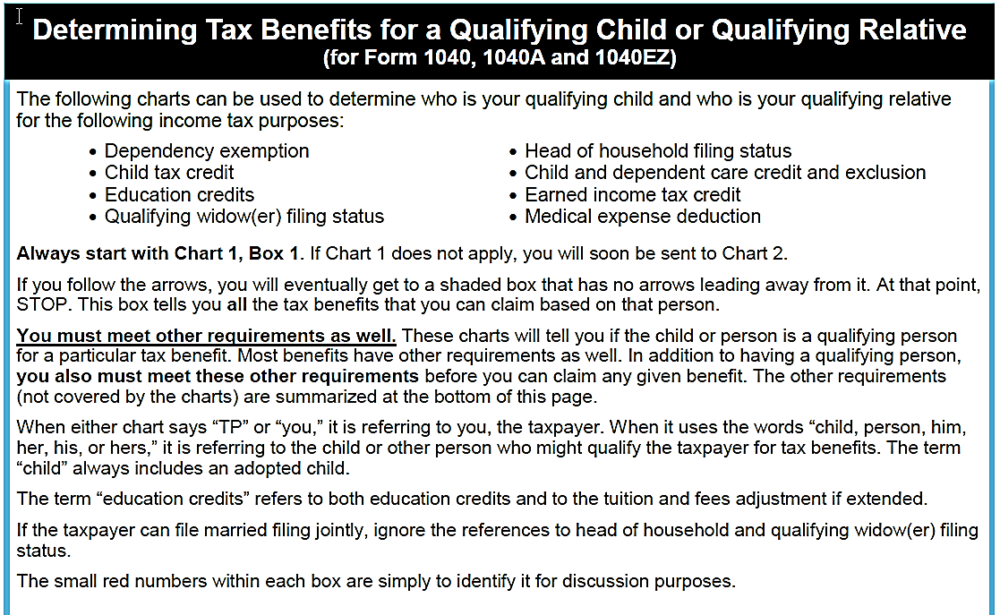 Determining Tax Benefits for a Qualifying Child or Qualifying Relative
(for Form 1040, 1040A and 1040EZ)
The following charts can be used to determine who is your qualifying child and who is your qualifying relative
for the following income tax purposes:
• Dependency exemption
• Child tax credit
• Education credits
• Qualifying widow(er) filing status
• Head of household filing status
• Child and dependent care credit and exclusion
• Earned income tax credit
• Medical expense deduction
Always start with Chart 1, Box 1. If Chart 1 does not apply, you will soon be sent to Chart 2.
If you follow the arrows, you will eventually get to a shaded box that has no arrows leading away from it. At that point,
STOP. This box tells you all the tax benefits that you can claim based on that person.
You must meet other requirements as well. These charts will tell you if the child or person is a qualifying person
for a particular tax benefit. Most benefits have other requirements as well. In addition to having a qualifying person,
you also must meet these other requirements before you can claim any given benefit. The other requirements
(not covered by the charts) are summarized at the bottom of this page.
When either chart says “TP” or “you,” it is referring to you, the taxpayer. When it uses the words “child, person, him,
her, his, or hers,” it is referring to the child or other person who might qualify the taxpayer for tax benefits. The term
“child” always includes an adopted child.
The term “education credits” refers to both education credits and to the tuition and fees adjustment if extended.
If the taxpayer can file married filing jointly, ignore the references to head of household and qualifying widow(er) filing
status.
The small red numbers within each box are simply to identify it for discussion purposes.